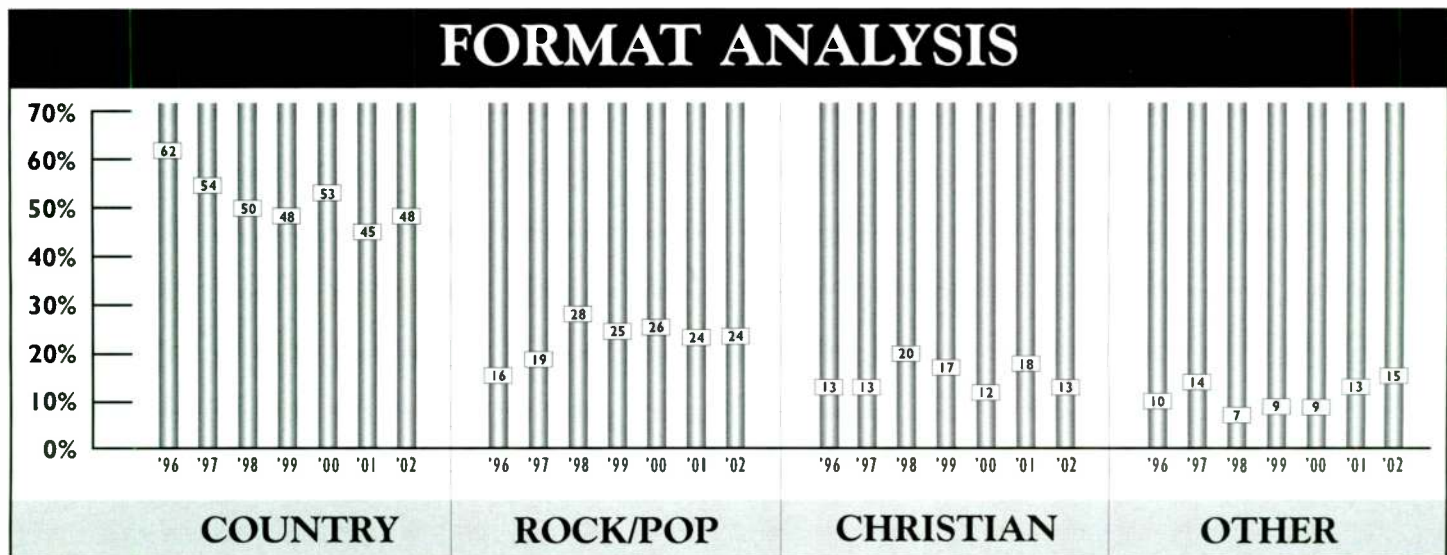 FORMAT ANALYSIS
70%
60%
50%
40%
30%
20%
10%
0%
62 54 50 48 53 45 48
16 19 28 25 26 24 24
13 13 20 17 12 18 13
10 14 7 9 9 13 15
'96 '97 '98 '99 '00 '01 '02 '96 '97 '98 '99 '00 '01 '02 '96 '97 '98 '99 '00 '01 '02 '96 '97 '98 '99 '00 '01 '02
COUNTRY ROCK/POP CHRISTIAN OTHER